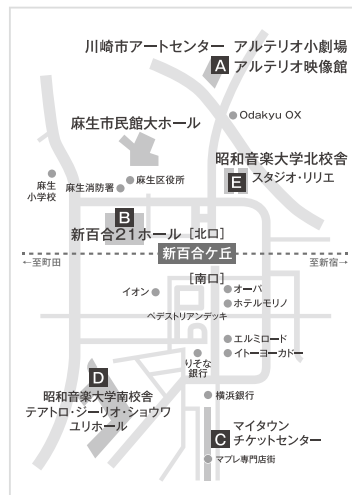 川崎市アートセンター アルテリオ小劇場
A アルテリオ映像館
Odakyu OX
麻生市民館大ホール
昭和音楽大学北校舎
E スタジオ・リリエ
麻生
小学校
麻生消防署
麻生区役所
B
新百合21ホール
[北口]
新百合ケ丘
←至町田
至新宿→
[南口]
イオン
オーパ
ホテルモリノ
ペデストリアンデッキ
エルミロード
イトーヨーカドー
りそな
銀行
D
昭和音楽大学南校舎
テアトロ・ジーリオ・ショウワ
ユリホール
横浜銀行
C マイタウン
チケットセンター
マプレ専門店街